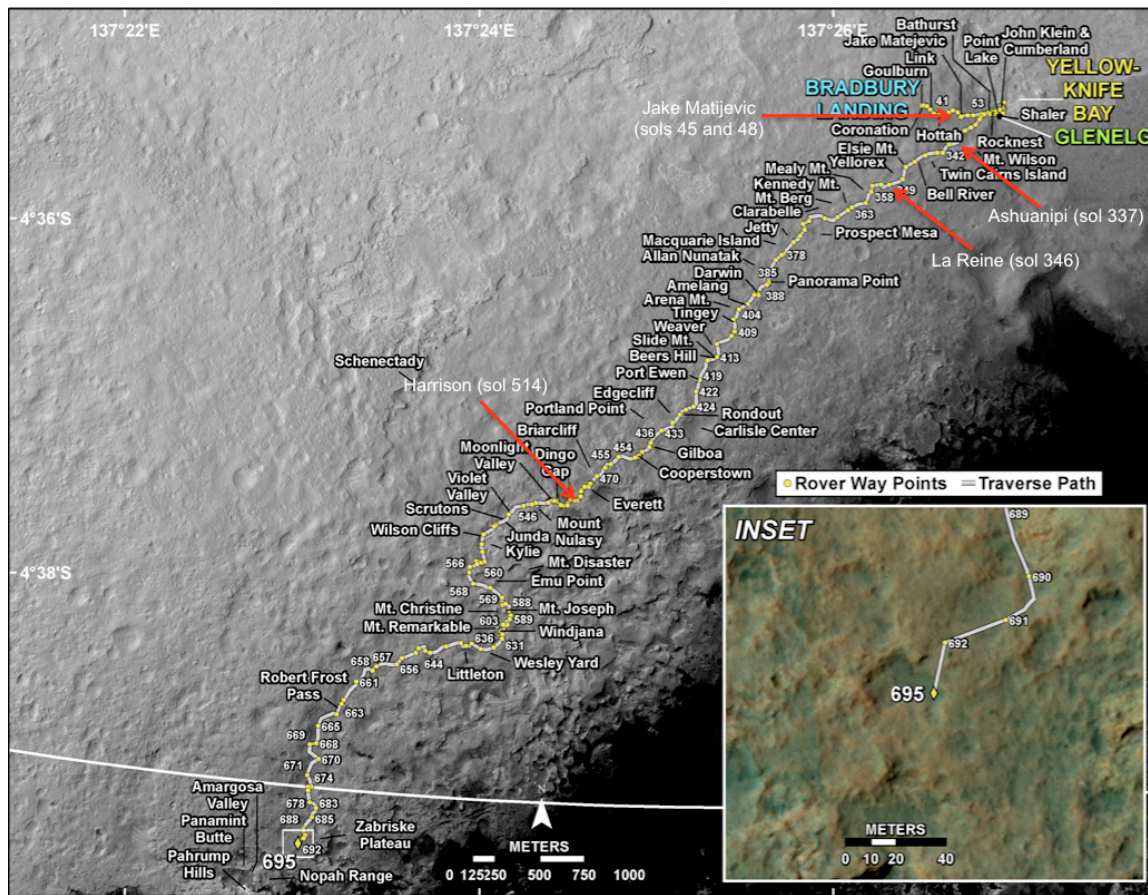 137°22'E
137°24'E
137°26'E
Bathurst
Jake Matejevic
Link
Goulburn
Point
Lake
John Klein &
Cumberland
YELLOW-
KNIFE
BAY
BRADBURY
LANDING
41
53
Shaler
GLENELG
Jake Matijevic
(sols 45 and 48)
Coronation
Hottah
Rocknest
Elsie Mt.
342
Mt. Wilson
Yellorex
Twin Cairns Island
Mealy Mt.
349
Bell River
Kennedy Mt.
358
Mt. Berg
363
Ashuanipi (sol 337)
4°36'S
Clarabelle
Jetty
Prospect Mesa
Macquarie Island
378
La Reine (sol 346)
Allan Nunatak
385
Darwin
Panorama Point
Amelang
388
Arena Mt.
404
Tingey
409
Weaver
Slide Mt.
Beers Hill
413
Schenectady
Port Ewen
419
Harrison (sol 514)
Edgecliff
422
Portland Point
424
Rondout
Briarcliff
436
433
Carlisle Center
Moonlight
Valley
Dingo
Gap
455
454
Gilboa
470
Cooperstown
Violet
Valley
Everett
Scrutons
546
Mount
Nulasy
Wilson Cliffs
Junda
Kylie
566
560
Mt. Disaster
4°38'S
568
Emu Point
569
588
Mt. Christine
Mt. Joseph
603
589
Mt. Remarkable
Windjana
636
631
658
657
656
644
Wesley Yard
Littleton
661
Robert Frost
Pass
663
665
669
668
670
671
674
Amargosa
Valley
678
683
Panamint
Butte
688
685
Zabriske
Plateau
692
695
Pahrump
Hills
Nopah Range
N
METERS
0 125250 500 750 1000
Rover Way Points
Traverse Path
INSET
689
690
691
692
695
METERS
0 10 20 40